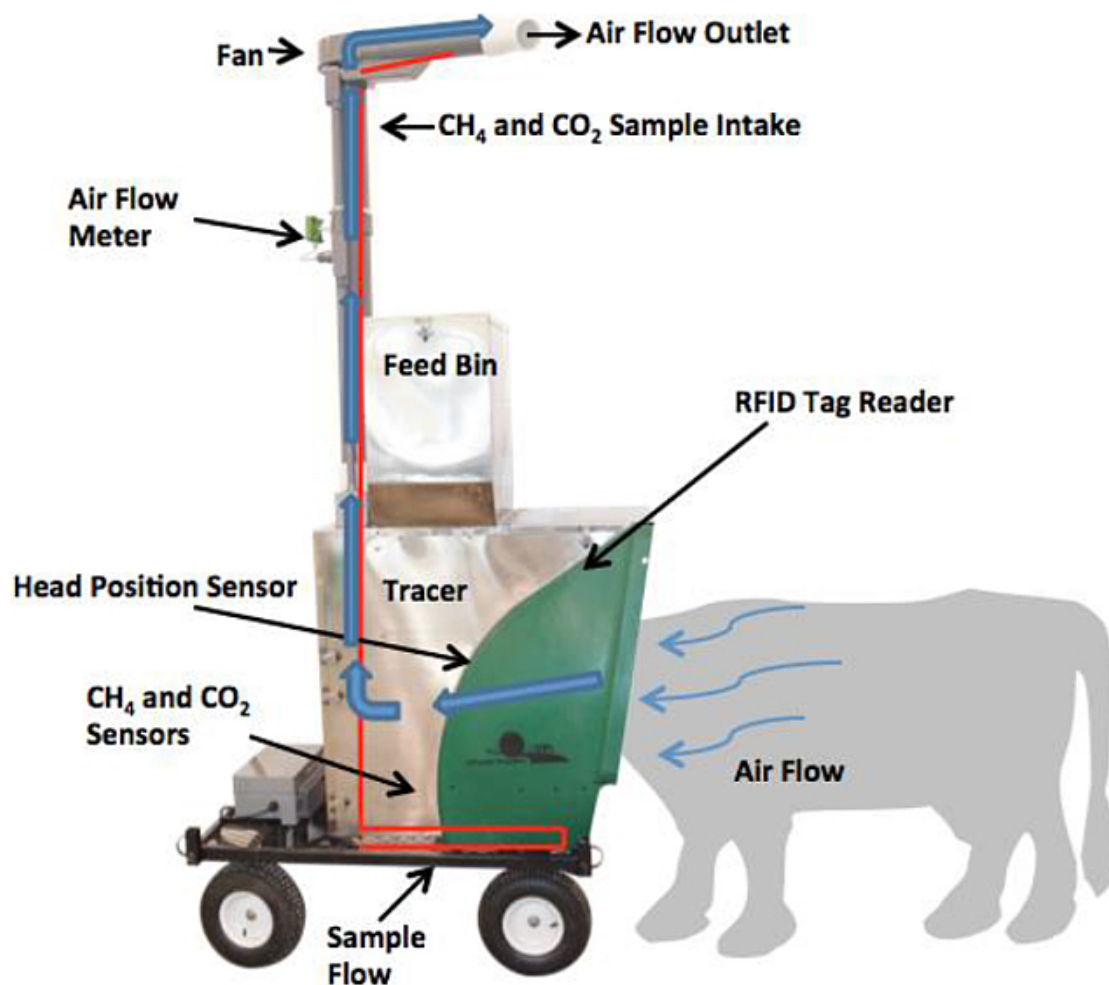 Air Flow Outlet
Fan
CH₄ and CO₂ Sample Intake
Air Flow
Meter
Feed Bin
RFID Tag Reader
Head Position Sensor
Tracer
CH₄ and CO₂
Sensors
Air Flow
Sample
Flow